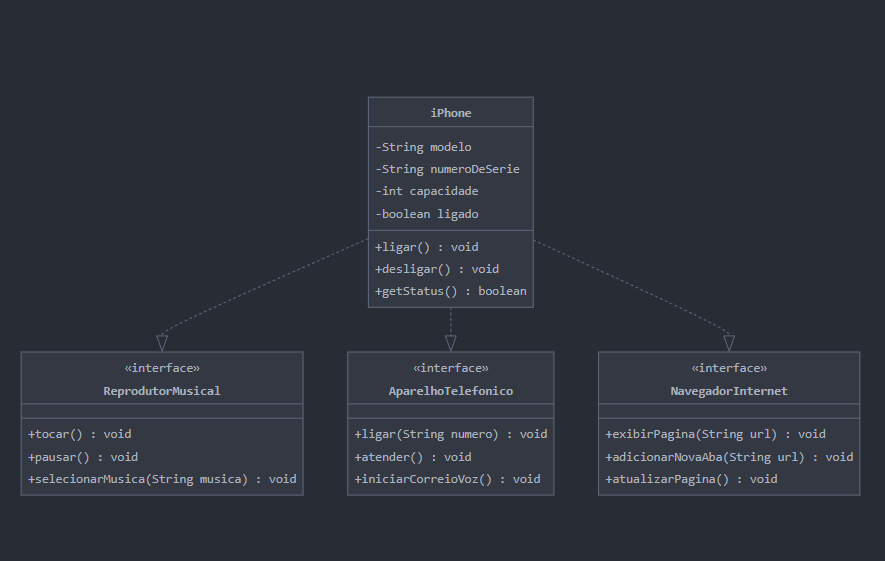 iPhone
-String modelo
-String numeroDeSerie
-int capacidade
-boolean ligado
+ligar() : void
+desligar() : void
+getStatus() : boolean
«interface»
ReprodutorMusical
+tocar() : void
+pausar() : void
+selecionarMusica(String musica) : void
«interface»
AparelhoTelefonico
+ligar(String numero) : void
+atender() : void
+iniciarCorreioVoz() : void
«interface»
NavegadorInternet
+exibirPagina(String url) : void
+adicionarNovaAba(String url) : void
+atualizarPagina() : void